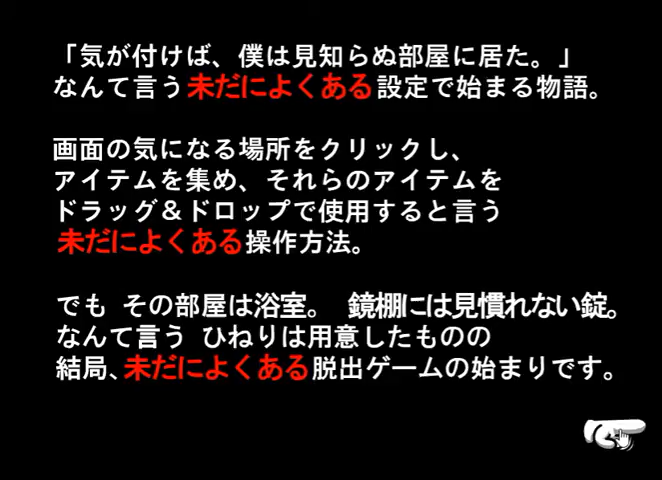 「気が付けば、僕は見知らぬ部屋に居た。」
なんて言う未だによくある設定で始まる物語。
画面の気になる場所をクリックし、
アイテムを集め、それらのアイテムを
ドラッグ＆ドロップで使用すると言う
未だによくある操作方法。
でも その部屋は浴室。 鏡棚には見慣れない錠。
なんて言う ひねりは用意したものの
結局、未だによくある脱出ゲームの始まりです。